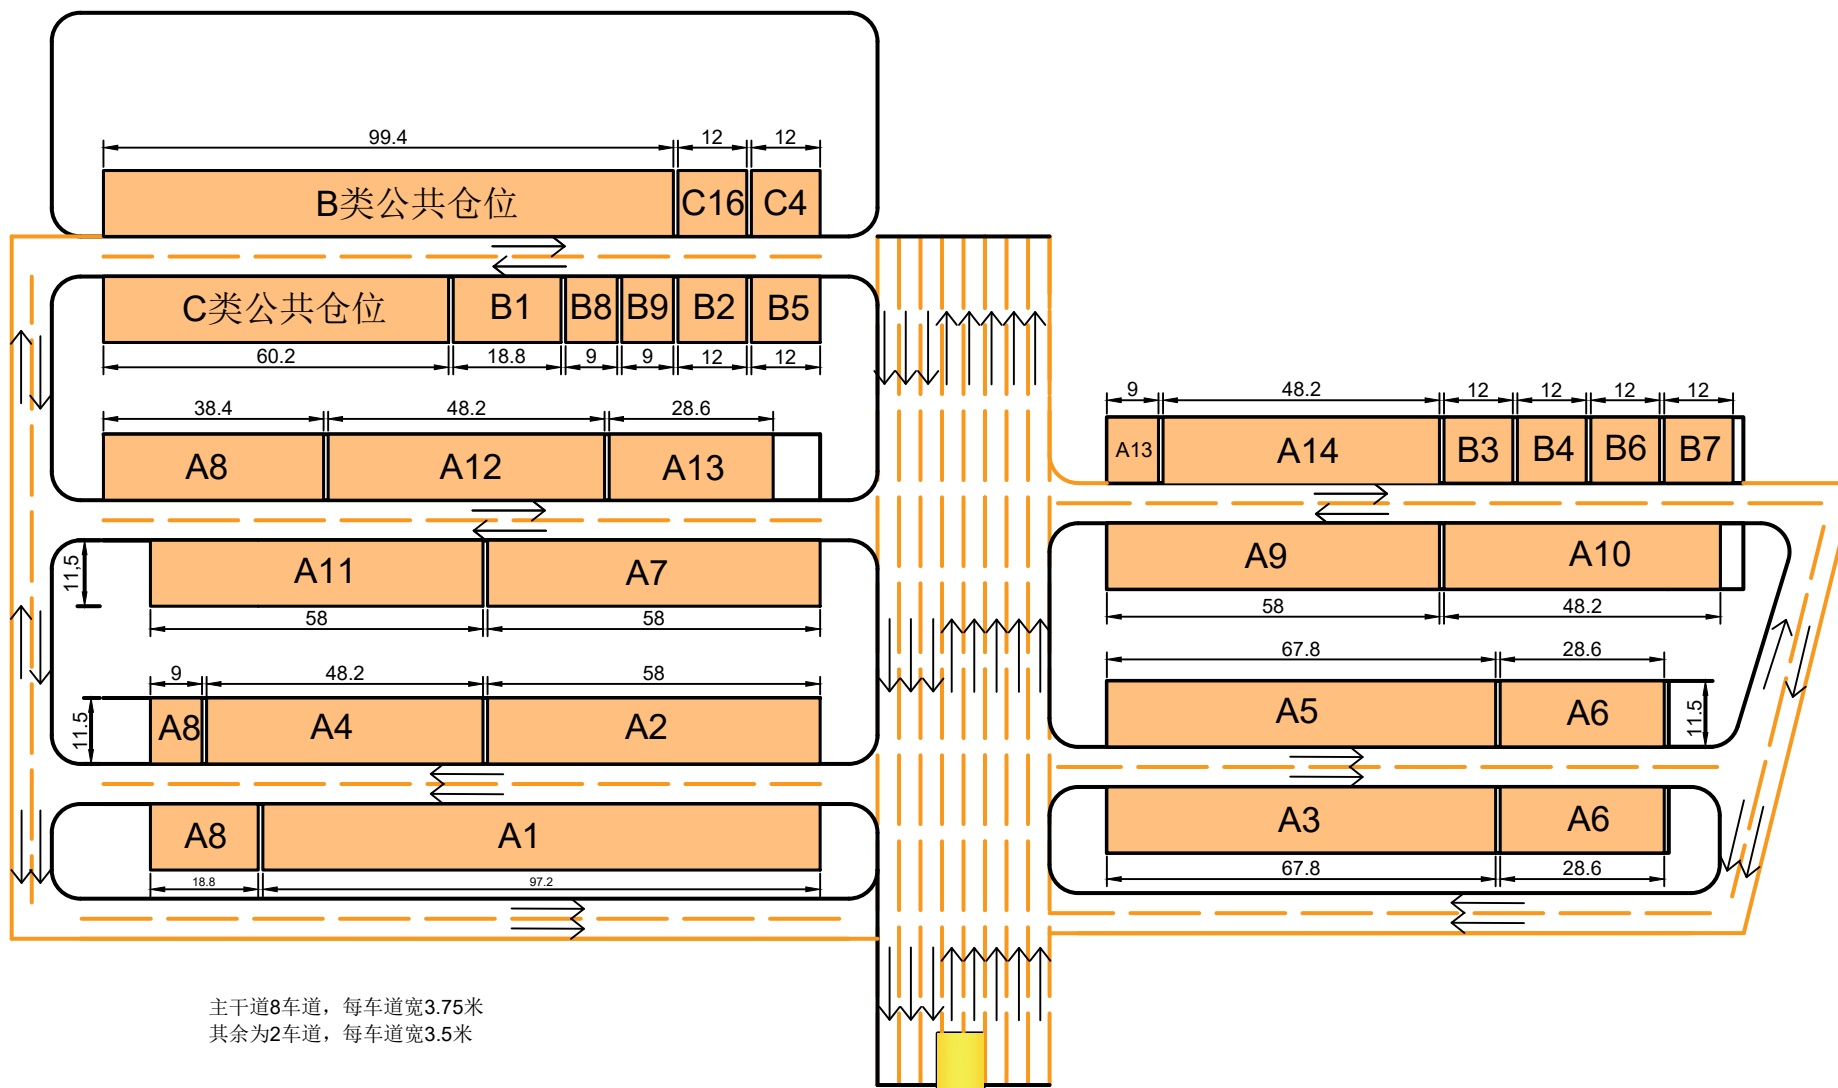 99.4 12 12
B类公共仓位 C16 C4
C类公共仓位 B1 B8 B9 B2 B5
60.2 18.8 9 9 12 12
38.4 48.2 28.6
A8 A12 A13
9 48.2 12 12 12 12
A13 A14 B3 B4 B6 B7
11,5
A11 A7
58 58
A9 A10
58 48.2
9 48.2 58
11.5
A8 A4 A2
67.8 28.6
A5 A6
11.5
A8 A1
18.8 97.2
A3 A6
67.8 28.6
主干道8车道，每车道宽3.75米
其余为2车道，每车道宽3.5米